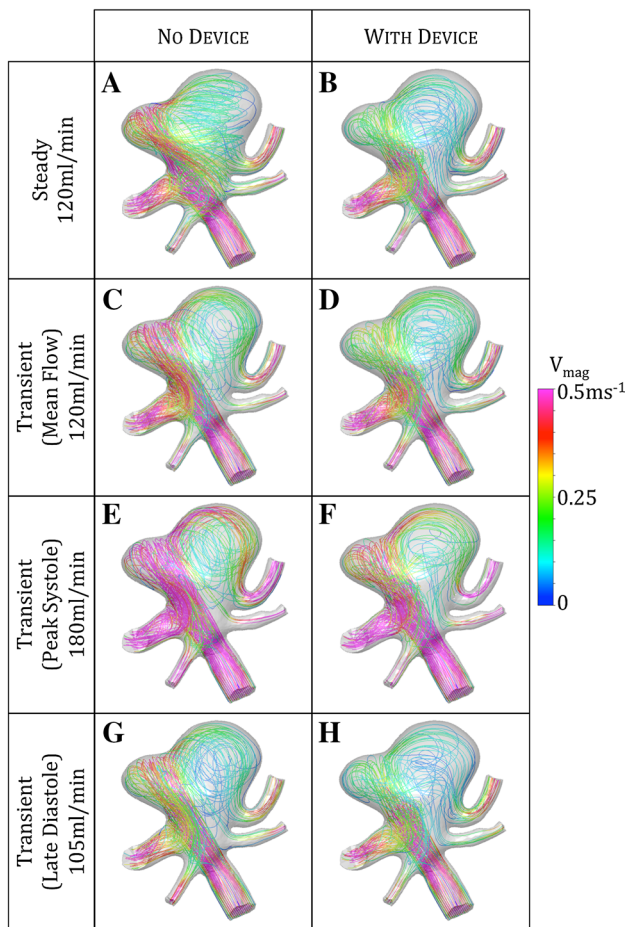 NO DEVICE
WITH DEVICE
Steady
120ml/min
A
B
Transient
(Mean Flow)
120ml/min
C
D
Transient
(Peak Systole)
180ml/min
E
F
Transient
(Late Diastole)
105ml/min
G
H
Vmag
0.5ms-1
0.25
0